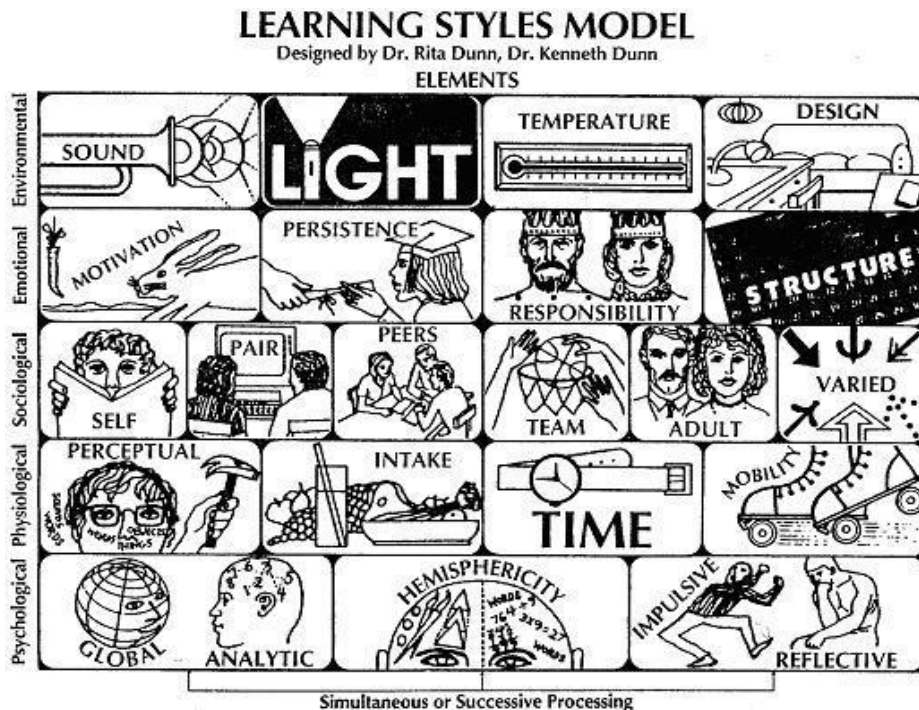 LEARNING STYLES MODEL
Designed by Dr. Rita Dunn, Dr. Kenneth Dunn
ELEMENTS
Environmental
SOUND
LIGHT
TEMPERATURE
DESIGN
Emotional
MOTIVATION
PERSISTENCE
RESPONSIBILITY
STRUCTURE
Sociological
SELF
PAIR
PEERS
TEAM
ADULT
VARIED
Physiological
PERCEPTUAL
INTAKE
TIME
MOBILITY
Psychological
GLOBAL
ANALYTIC
HEMISPHERICITY
WORDS
WORDS
IMPULSIVE
REFLECTIVE
Simultaneous or Successive Processing